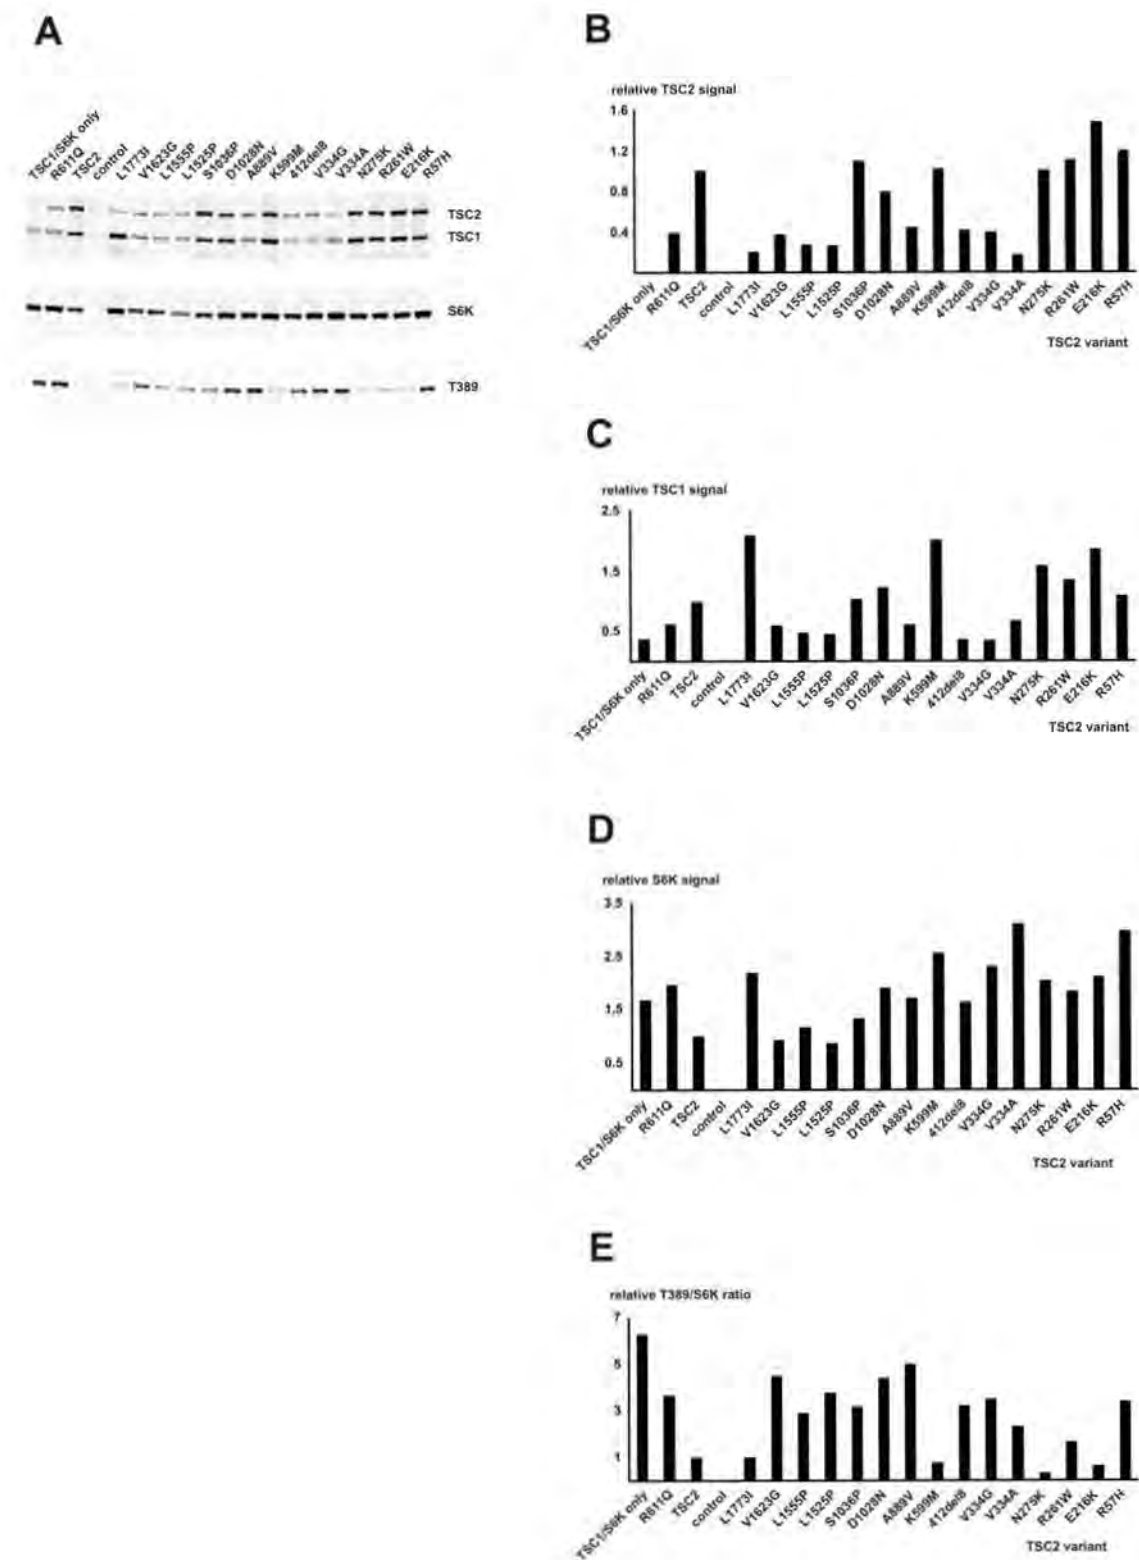 A
TSC1/S6K only
R611Q
TSC2
control
L1773I
V1623G
L1555P
L1525P
S1036P
D1028N
A889V
K599M
412del8
V334G
V334A
N275K
R261W
E216K
R57H
TSC2
TSC1
S6K
T389
B
relative TSC2 signal
1.6
1.2
0.8
0.4
TSC1/S6K only
R611Q
TSC2
control
L1773I
V1623G
L1555P
L1525P
S1036P
D1028N
A889V
K599M
412del8
V334G
V334A
N275K
R261W
E216K
R57H
TSC2 variant
C
relative TSC1 signal
2.5
1.5
0.5
TSC1/S6K only
R611Q
TSC2
control
L1773I
V1623G
L1555P
L1525P
S1036P
D1028N
A889V
K599M
412del8
V334G
V334A
N275K
R261W
E216K
R57H
TSC2 variant
D
relative S6K signal
3.5
2.5
1.5
0.5
TSC1/S6K only
R611Q
TSC2
control
L1773I
V1623G
L1555P
L1525P
S1036P
D1028N
A889V
K599M
412del8
V334G
V334A
N275K
R261W
E216K
R57H
TSC2 variant
E
relative T389/S6K ratio
7
5
3
1
TSC1/S6K only
R611Q
TSC2
control
L1773I
V1623G
L1555P
L1525P
S1036P
D1028N
A889V
K599M
412del8
V334G
V334A
N275K
R261W
E216K
R57H
TSC2 variant